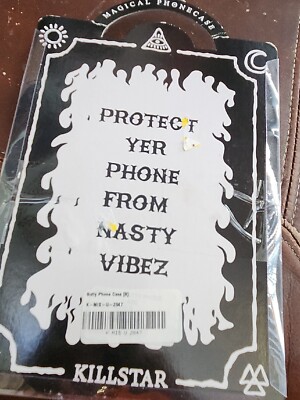 MAGICAL PHONECASE
PROTECT
YER
PHONE
FROM
NASTY
VIBEZ
KILLSTAR